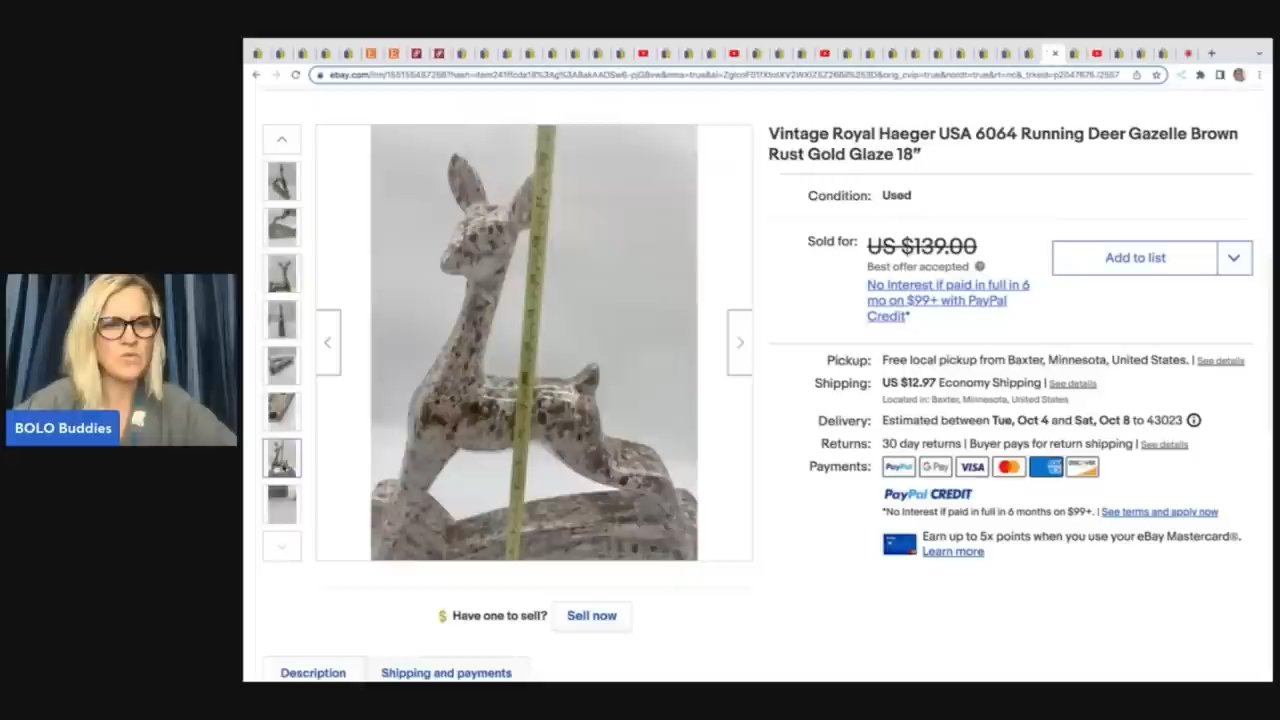 Vintage Royal Haeger USA 6064 Running Deer Gazelle Brown
Rust Gold Glaze 18”
Condition: Used
Sold for: US $139.00
Best offer accepted
No Interest if paid in full in 6
mo on $99+ with PayPal
Credit*
Add to list
Pickup: Free local pickup from Baxter, Minnesota, United States. | See details
Shipping: US $12.97 Economy Shipping | See details
Located in: Baxter, Minnesota, United States
Delivery: Estimated between Tue, Oct 4 and Sat, Oct 8 to 43023
Returns: 30 day returns | Buyer pays for return shipping | See details
Payments: PayPal G Pay VISA
PayPal CREDIT
*No Interest if paid in full in 6 months on $99+. | See terms and apply now
Earn up to 5x points when you use your eBay Mastercard®.
Learn more
BOLO Buddies
$ Have one to sell? Sell now
Description Shipping and payments